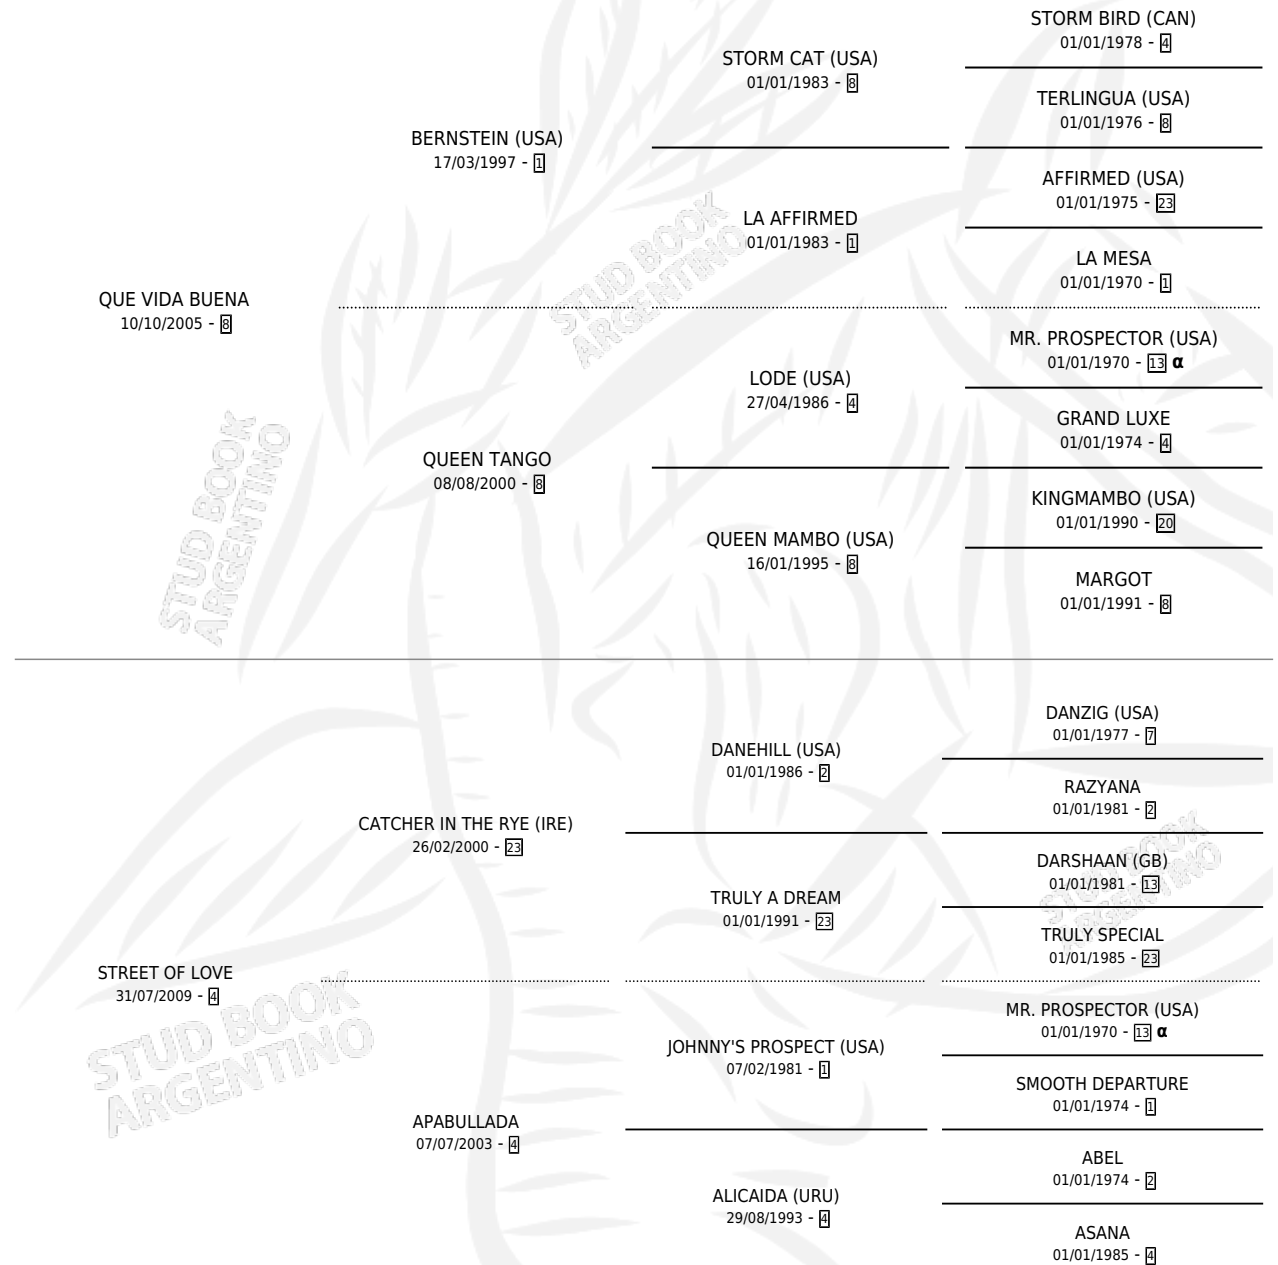 STORM BIRD (CAN)
01/01/1978 - 4
STORM CAT (USA)
01/01/1983 - 8
TERLINGUA (USA)
01/01/1976 - 8
BERNSTEIN (USA)
17/03/1997 - 1
AFFIRMED (USA)
01/01/1975 - 23
LA AFFIRMED
01/01/1983 - 1
LA MESA
01/01/1970 - 1
QUE VIDA BUENA
10/10/2005 - 8
MR. PROSPECTOR (USA)
01/01/1970 - 13 α
LODE (USA)
27/04/1986 - 4
GRAND LUXE
01/01/1974 - 4
QUEEN TANGO
08/08/2000 - 8
KINGMAMBO (USA)
01/01/1990 - 20
QUEEN MAMBO (USA)
16/01/1995 - 8
MARGOT
01/01/1991 - 8
DANZIG (USA)
01/01/1977 - 7
DANEHILL (USA)
01/01/1986 - 2
RAZYANA
01/01/1981 - 2
CATCHER IN THE RYE (IRE)
26/02/2000 - 23
DARSHAAN (GB)
01/01/1981 - 13
TRULY A DREAM
01/01/1991 - 23
TRULY SPECIAL
01/01/1985 - 23
STREET OF LOVE
31/07/2009 - 4
MR. PROSPECTOR (USA)
01/01/1970 - 13 α
JOHNNY'S PROSPECT (USA)
07/02/1981 - 1
SMOOTH DEPARTURE
01/01/1974 - 1
APABULLADA
07/07/2003 - 4
ABEL
01/01/1974 - 2
ALICAIDA (URU)
29/08/1993 - 4
ASANA
01/01/1985 - 4
STUD BOOK
ARGENTINO
STUD BOOK
ARGENTINO
STUD BOOK
ARGENTINO
STUD BOOK
ARGENTINO